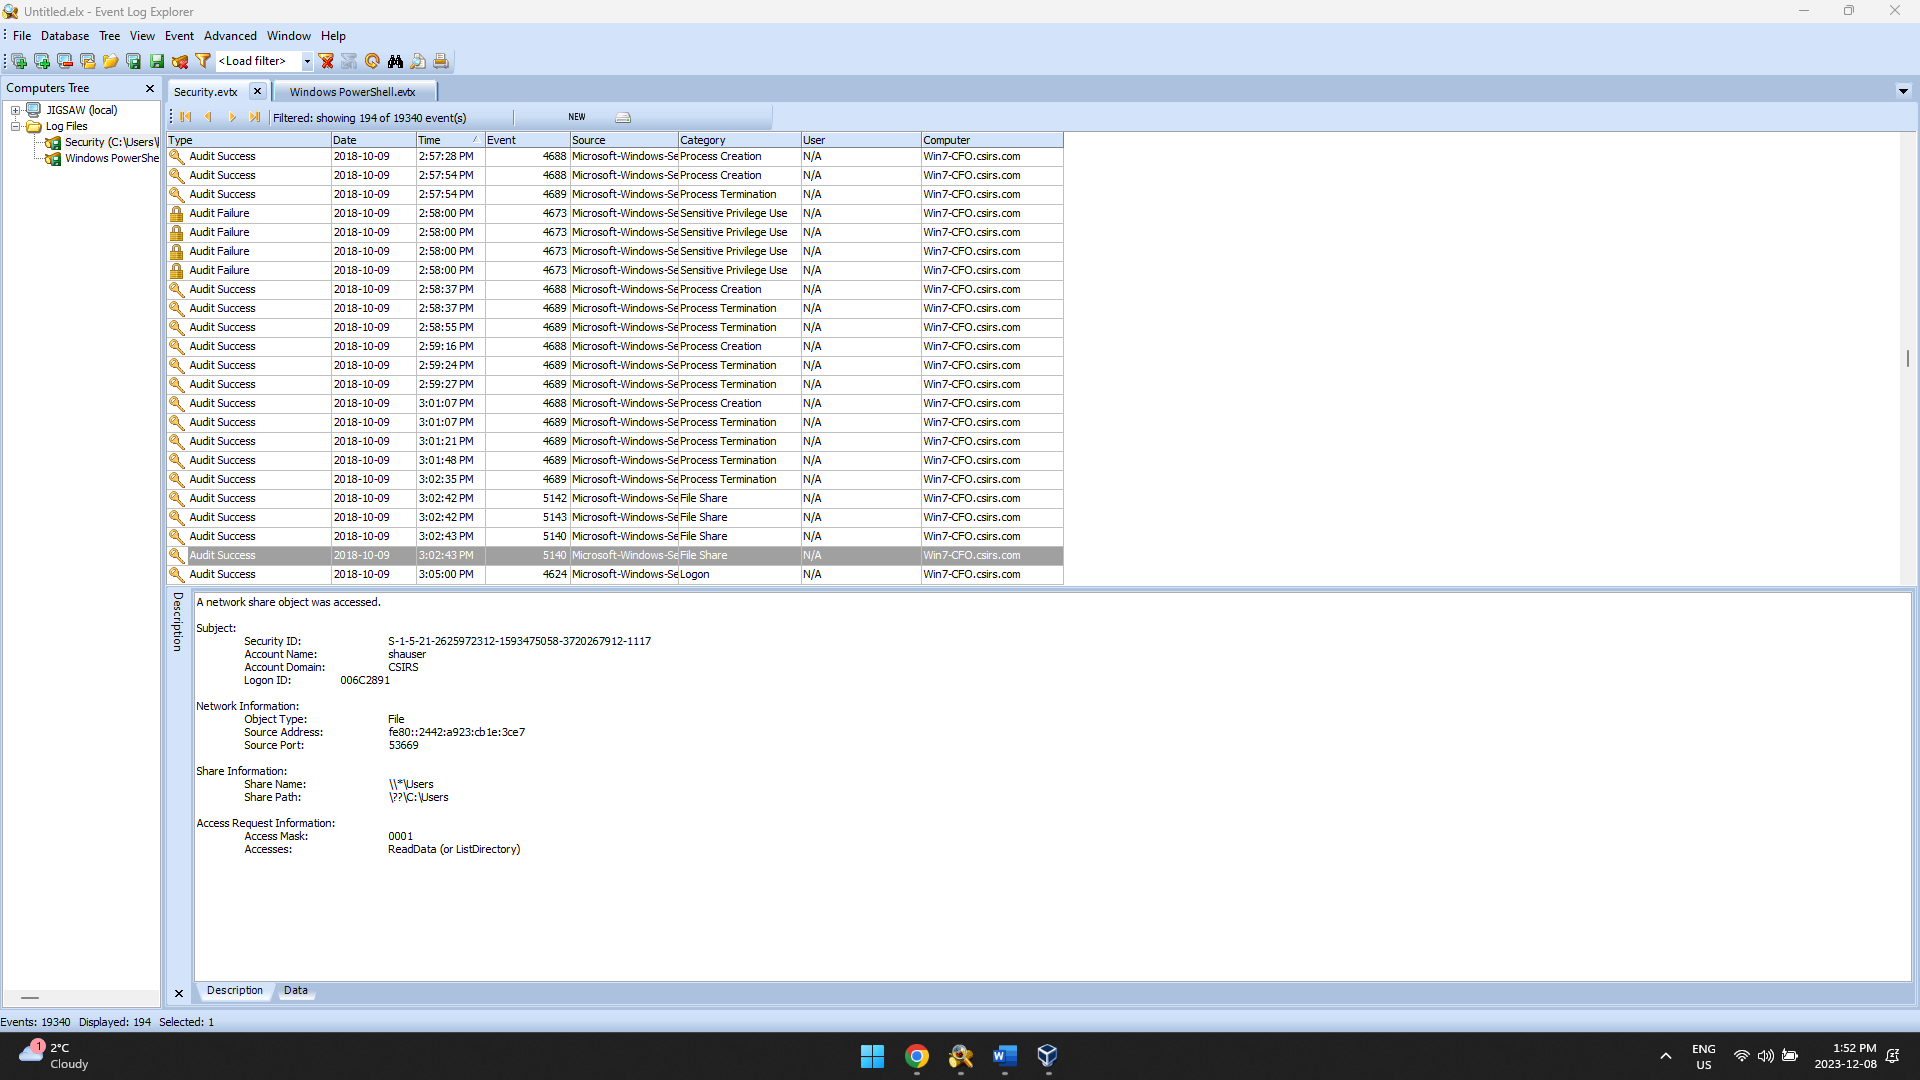 Untitled.elx - Event Log Explorer
File Database Tree View Event Advanced Window Help
<Load filter>
Computers Tree
JIGSAW (local)
Log Files
Security (C:\Users\
Windows PowerShe
Security.evtx Windows PowerShell.evtx
Filtered: showing 194 of 19340 event(s) NEW
Type Date Time Event Source Category User Computer
Audit Success 2018-10-09 2:57:28 PM 4688 Microsoft-Windows-Se Process Creation N/A Win7-CFO.csirs.com
Audit Success 2018-10-09 2:57:54 PM 4688 Microsoft-Windows-Se Process Creation N/A Win7-CFO.csirs.com
Audit Success 2018-10-09 2:57:54 PM 4689 Microsoft-Windows-Se Process Termination N/A Win7-CFO.csirs.com
Audit Failure 2018-10-09 2:58:00 PM 4673 Microsoft-Windows-Se Sensitive Privilege Use N/A Win7-CFO.csirs.com
Audit Failure 2018-10-09 2:58:00 PM 4673 Microsoft-Windows-Se Sensitive Privilege Use N/A Win7-CFO.csirs.com
Audit Failure 2018-10-09 2:58:00 PM 4673 Microsoft-Windows-Se Sensitive Privilege Use N/A Win7-CFO.csirs.com
Audit Failure 2018-10-09 2:58:00 PM 4673 Microsoft-Windows-Se Sensitive Privilege Use N/A Win7-CFO.csirs.com
Audit Success 2018-10-09 2:58:37 PM 4688 Microsoft-Windows-Se Process Creation N/A Win7-CFO.csirs.com
Audit Success 2018-10-09 2:58:37 PM 4689 Microsoft-Windows-Se Process Termination N/A Win7-CFO.csirs.com
Audit Success 2018-10-09 2:58:55 PM 4689 Microsoft-Windows-Se Process Termination N/A Win7-CFO.csirs.com
Audit Success 2018-10-09 2:59:16 PM 4688 Microsoft-Windows-Se Process Creation N/A Win7-CFO.csirs.com
Audit Success 2018-10-09 2:59:24 PM 4689 Microsoft-Windows-Se Process Termination N/A Win7-CFO.csirs.com
Audit Success 2018-10-09 2:59:27 PM 4689 Microsoft-Windows-Se Process Termination N/A Win7-CFO.csirs.com
Audit Success 2018-10-09 3:01:07 PM 4688 Microsoft-Windows-Se Process Creation N/A Win7-CFO.csirs.com
Audit Success 2018-10-09 3:01:07 PM 4689 Microsoft-Windows-Se Process Termination N/A Win7-CFO.csirs.com
Audit Success 2018-10-09 3:01:21 PM 4689 Microsoft-Windows-Se Process Termination N/A Win7-CFO.csirs.com
Audit Success 2018-10-09 3:01:48 PM 4689 Microsoft-Windows-Se Process Termination N/A Win7-CFO.csirs.com
Audit Success 2018-10-09 3:02:35 PM 4689 Microsoft-Windows-Se Process Termination N/A Win7-CFO.csirs.com
Audit Success 2018-10-09 3:02:42 PM 5142 Microsoft-Windows-Se File Share N/A Win7-CFO.csirs.com
Audit Success 2018-10-09 3:02:42 PM 5143 Microsoft-Windows-Se File Share N/A Win7-CFO.csirs.com
Audit Success 2018-10-09 3:02:43 PM 5140 Microsoft-Windows-Se File Share N/A Win7-CFO.csirs.com
Audit Success 2018-10-09 3:02:43 PM 5140 Microsoft-Windows-Se File Share N/A Win7-CFO.csirs.com
Audit Success 2018-10-09 3:05:00 PM 4624 Microsoft-Windows-Se Logon N/A Win7-CFO.csirs.com
Description
A network share object was accessed.
Subject:
Security ID: S-1-5-21-2625972312-1593475058-3720267912-1117
Account Name: shauser
Account Domain: CSIRS
Logon ID: 006C2891
Network Information:
Object Type: File
Source Address: fe80::2442:a923:cb1e:3ce7
Source Port: 53669
Share Information:
Share Name: \\*\Users
Share Path: \??\C:\Users
Access Request Information:
Access Mask: 0001
Accesses: ReadData (or ListDirectory)
Description Data
Events: 19340 Displayed: 194 Selected: 1
1 2°C
Cloudy
ENG
US
1:52 PM
2023-12-08